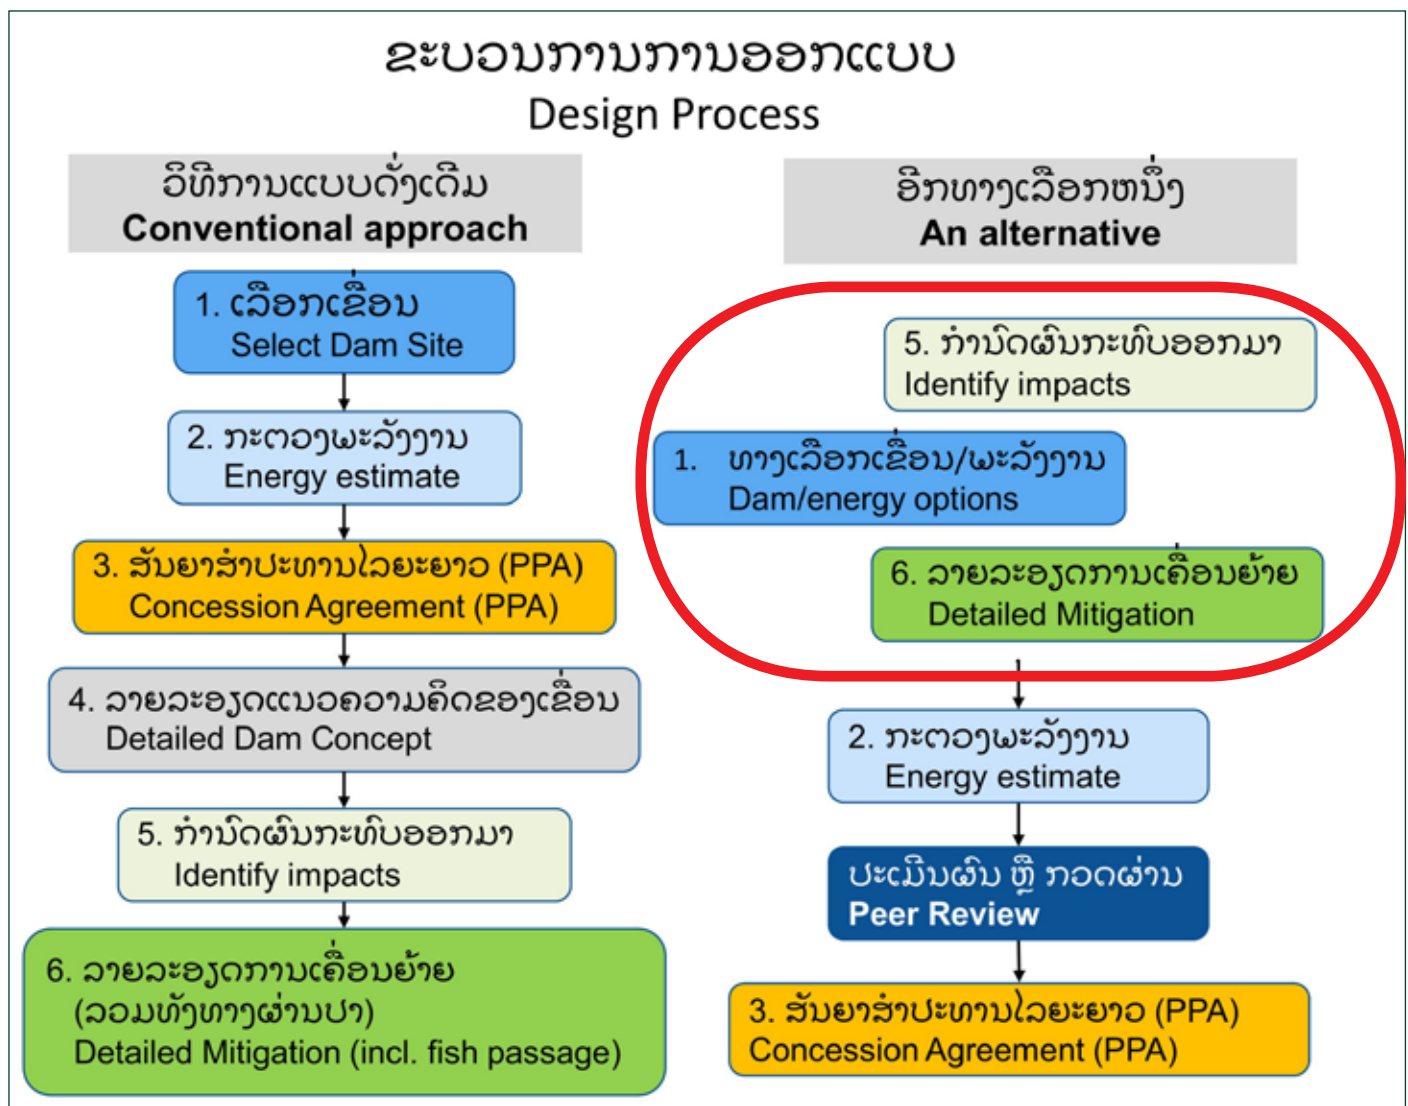 ຂະບວນການການອອກແບບ
Design Process
ວິທີການແບບດັ່ງເດີມ
Conventional approach
1. ເລືອກເຂື່ອນ
Select Dam Site
2. ກະຕວງພະລັງງານ
Energy estimate
3. ສັນຍາສຳປະທານໄລຍະຍາວ (PPA)
Concession Agreement (PPA)
4. ລາຍລະອຽດແນວຄວາມຄິດຂອງເຂື່ອນ
Detailed Dam Concept
5. ກຳນົດຜົນກະທົບອອກມາ
Identify impacts
6. ລາຍລະອຽດການເຄື່ອນຍ້າຍ
(ລວມທັງທາງຜ່ານປາ)
Detailed Mitigation (incl. fish passage)
ອີກທາງເລືອກຫນຶ່ງ
An alternative
5. ກຳນົດຜົນກະທົບອອກມາ
Identify impacts
1. ທາງເລືອກເຂື່ອນ/ພະລັງງານ
Dam/energy options
6. ລາຍລະອຽດການເຄື່ອນຍ້າຍ
Detailed Mitigation
2. ກະຕວງພະລັງງານ
Energy estimate
ປະເມີນຜົນ ຫຼື ກວດຜ່ານ
Peer Review
3. ສັນຍາສຳປະທານໄລຍະຍາວ (PPA)
Concession Agreement (PPA)